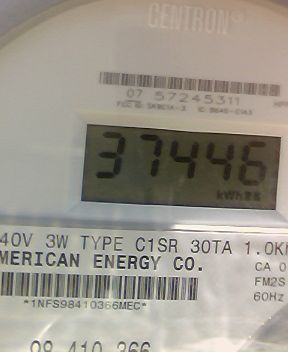 CENTRON
07 57245311
37446
kWh
40V 3W TYPE C1SR 30TA 1.0K
MERICAN ENERGY CO.
CA 0
FM2S
60Hz
*1NFS98410366MEC*
98 410 366